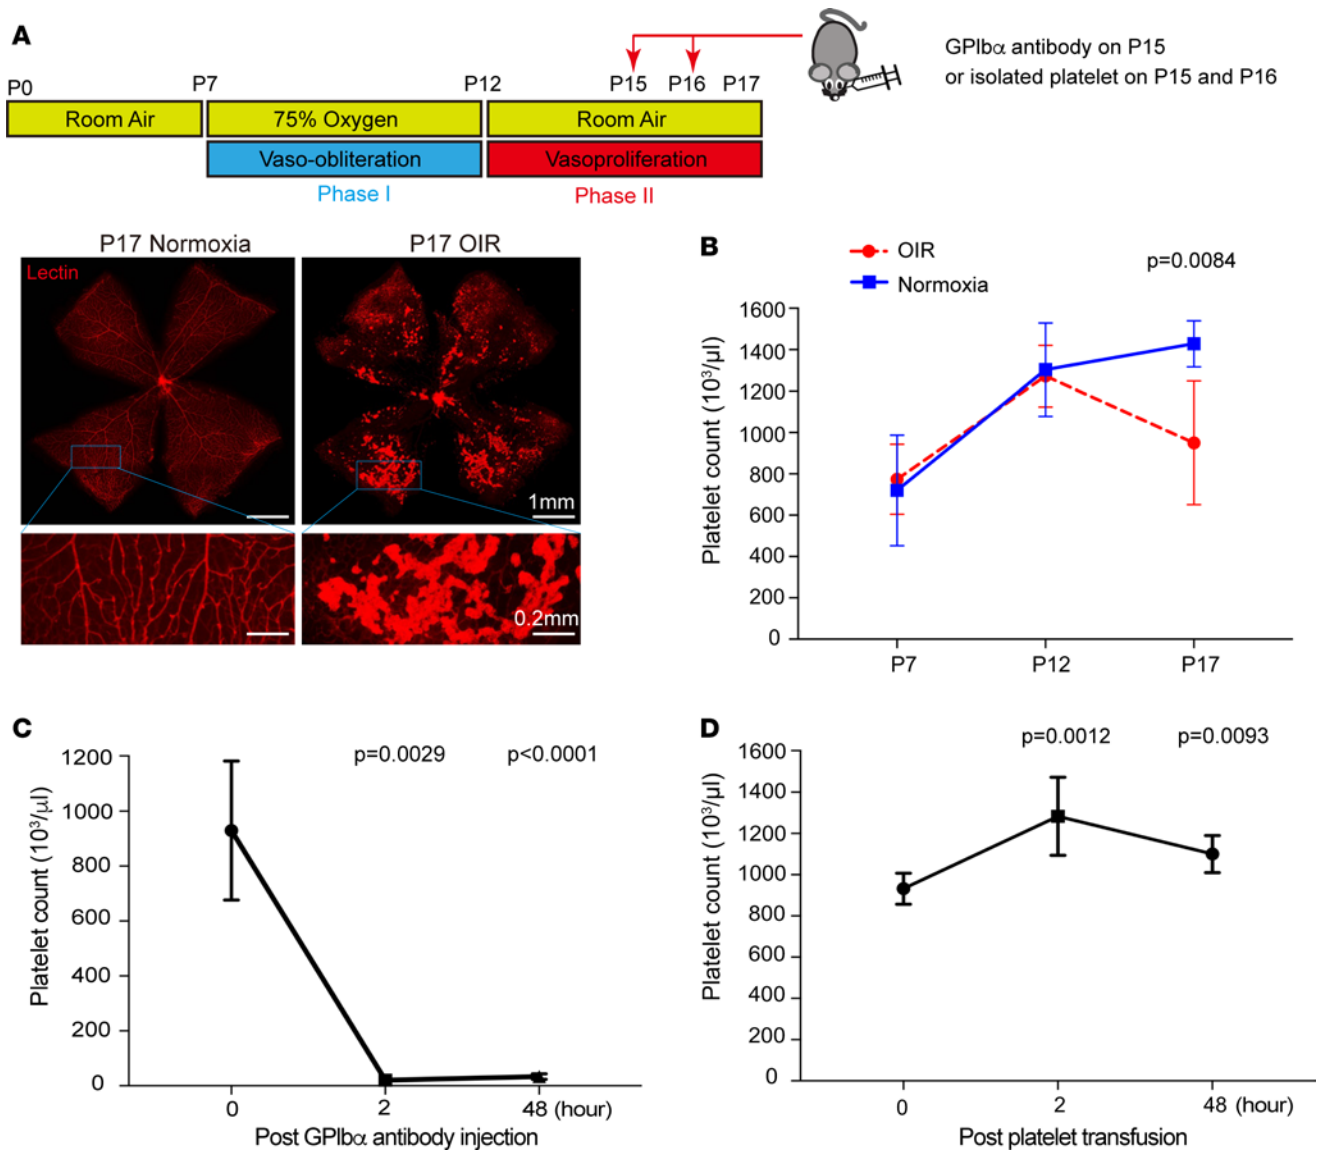 A
P0
P7
P12
P15
P16
P17
GPIbα antibody on P15
or isolated platelet on P15 and P16
Room Air
75% Oxygen
Room Air
Vaso-obliteration
Vasoproliferation
Phase I
Phase II
P17 Normoxia
P17 OIR
Lectin
1mm
0.2mm
B
OIR
Normoxia
p=0.0084
Platelet count (10³/µl)
1600
1400
1200
1000
800
600
400
200
0
P7
P12
P17
C
p=0.0029
p<0.0001
Platelet count (10³/µl)
1200
1000
800
600
400
200
0
0
2
48 (hour)
Post GPIbα antibody injection
D
p=0.0012
p=0.0093
Platelet count (10³/µl)
1600
1400
1200
1000
800
600
400
200
0
0
2
48 (hour)
Post platelet transfusion